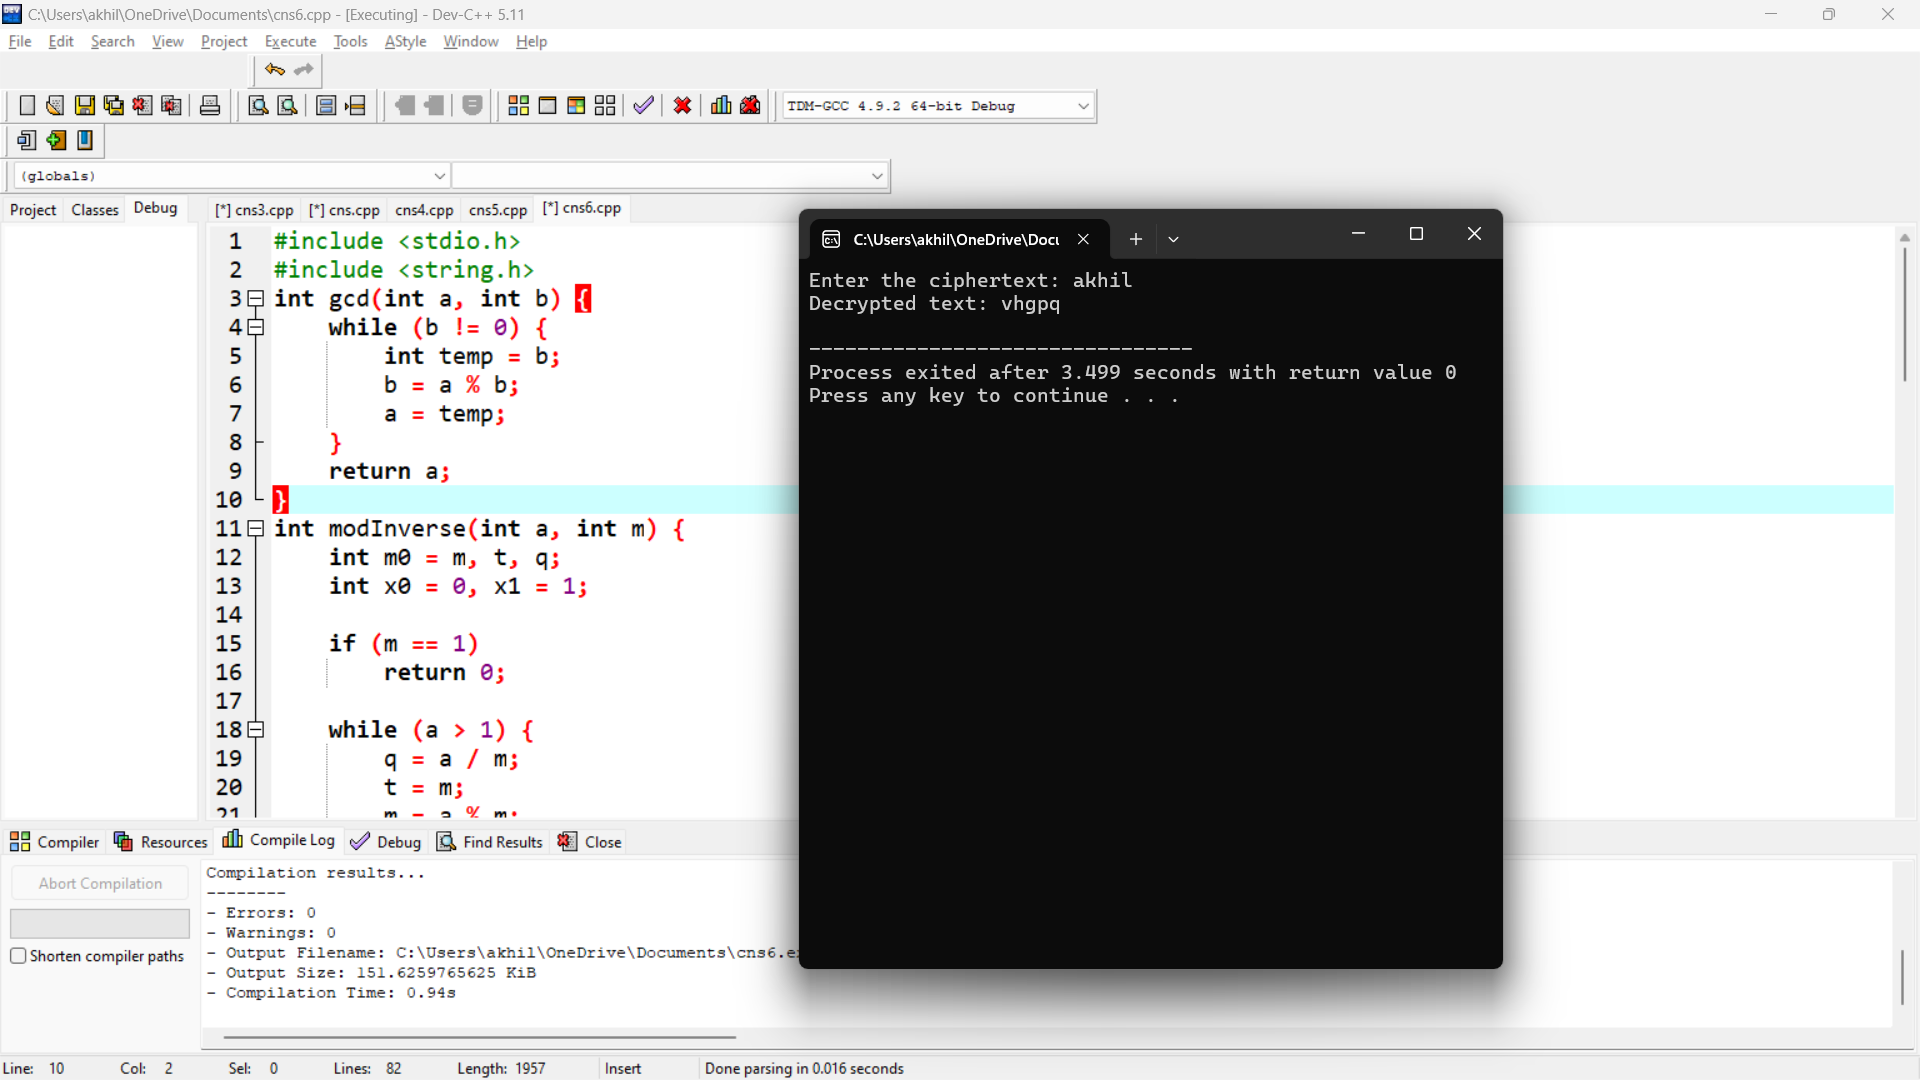 C:\Users\akhil\OneDrive\Documents\cns6.cpp - [Executing] - Dev-C++ 5.11
File Edit Search View Project Execute Tools AStyle Window Help
TDM-GCC 4.9.2 64-bit Debug
(globals)
Project Classes Debug [*] cns3.cpp [*] cns.cpp cns4.cpp cns5.cpp [*] cns6.cpp
1 #include <stdio.h>
2 #include <string.h>
3 int gcd(int a, int b) {
4 while (b != 0) {
5 int temp = b;
6 b = a % b;
7 a = temp;
8 }
9 return a;
10 }
11 int modInverse(int a, int m) {
12 int m0 = m, t, q;
13 int x0 = 0, x1 = 1;
14
15 if (m == 1)
16 return 0;
17
18 while (a > 1) {
19 q = a / m;
20 t = m;
21 m = a % m;
C:\Users\akhil\OneDrive\Docu
Enter the ciphertext: akhil
Decrypted text: vhgpq
--------------------------------
Process exited after 3.499 seconds with return value 0
Press any key to continue . . .
Compiler Resources Compile Log Debug Find Results Close
Abort Compilation
Shorten compiler paths
Compilation results...
--------
- Errors: 0
- Warnings: 0
- Output Filename: C:\Users\akhil\OneDrive\Documents\cns6.e
- Output Size: 151.6259765625 KiB
- Compilation Time: 0.94s
Line: 10 Col: 2 Sel: 0 Lines: 82 Length: 1957 Insert Done parsing in 0.016 seconds